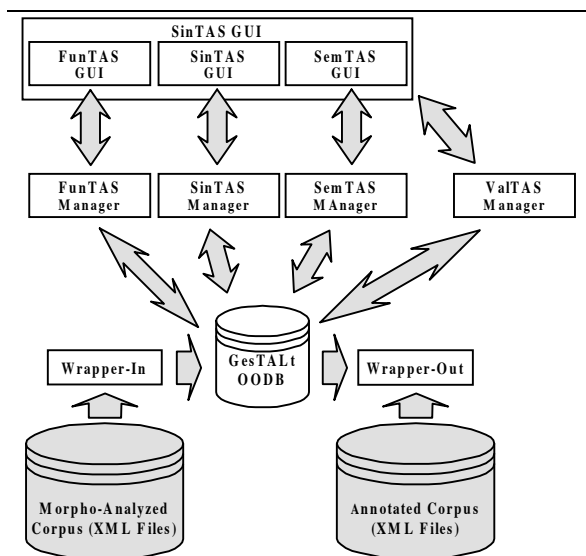 SinTAS GUI
FunTAS
GUI
SinTAS
GUI
SemTAS
GUI
FunTAS
Manager
SinTAS
Manager
SemTAS
MAnager
ValTAS
Manager
GesTALt
OODB
Wrapper-In
Wrapper-Out
Morpho-Analyzed
Corpus (XML Files)
Annotated Corpus
(XML Files)